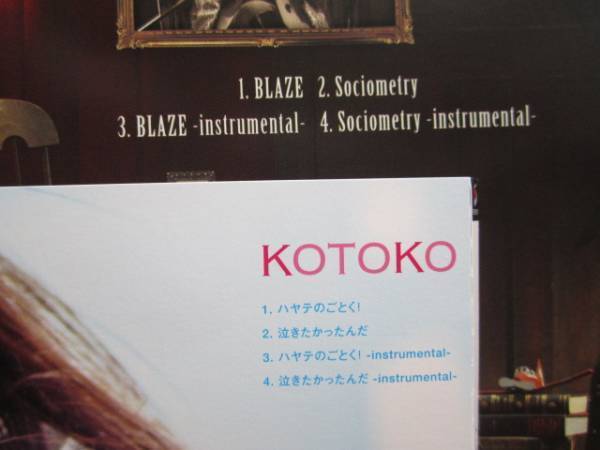 1. BLAZE 2. Sociometry
3. BLAZE -instrumental- 4. Sociometry -instrumental-
KOTOKO
1. ハヤテのごとく!
2. 泣きたかったんだ
3. ハヤテのごとく! -instrumental-
4. 泣きたかったんだ -instrumental-